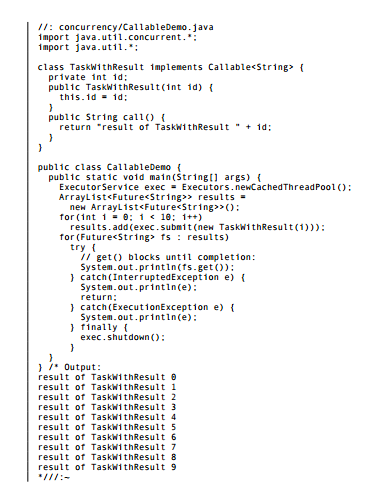 //: concurrency/CallableDemo.java
import java.util.concurrent.*;
import java.util.*;

class TaskWithResult implements Callable<String> {
  private int id;
  public TaskWithResult(int id) {
    this.id = id;
  }
  public String call() {
    return "result of TaskWithResult " + id;
  }
}

public class CallableDemo {
  public static void main(String[] args) {
    ExecutorService exec = Executors.newCachedThreadPool();
    ArrayList<Future<String>> results =
      new ArrayList<Future<String>>();
    for(int i = 0; i < 10; i++)
      results.add(exec.submit(new TaskWithResult(i)));
    for(Future<String> fs : results)
      try {
        // get() blocks until completion:
        System.out.println(fs.get());
      } catch(InterruptedException e) {
        System.out.println(e);
        return;
      } catch(ExecutionException e) {
        System.out.println(e);
      } finally {
        exec.shutdown();
      }
  }
} /* Output:
result of TaskWithResult 0
result of TaskWithResult 1
result of TaskWithResult 2
result of TaskWithResult 3
result of TaskWithResult 4
result of TaskWithResult 5
result of TaskWithResult 6
result of TaskWithResult 7
result of TaskWithResult 8
result of TaskWithResult 9
*///:~